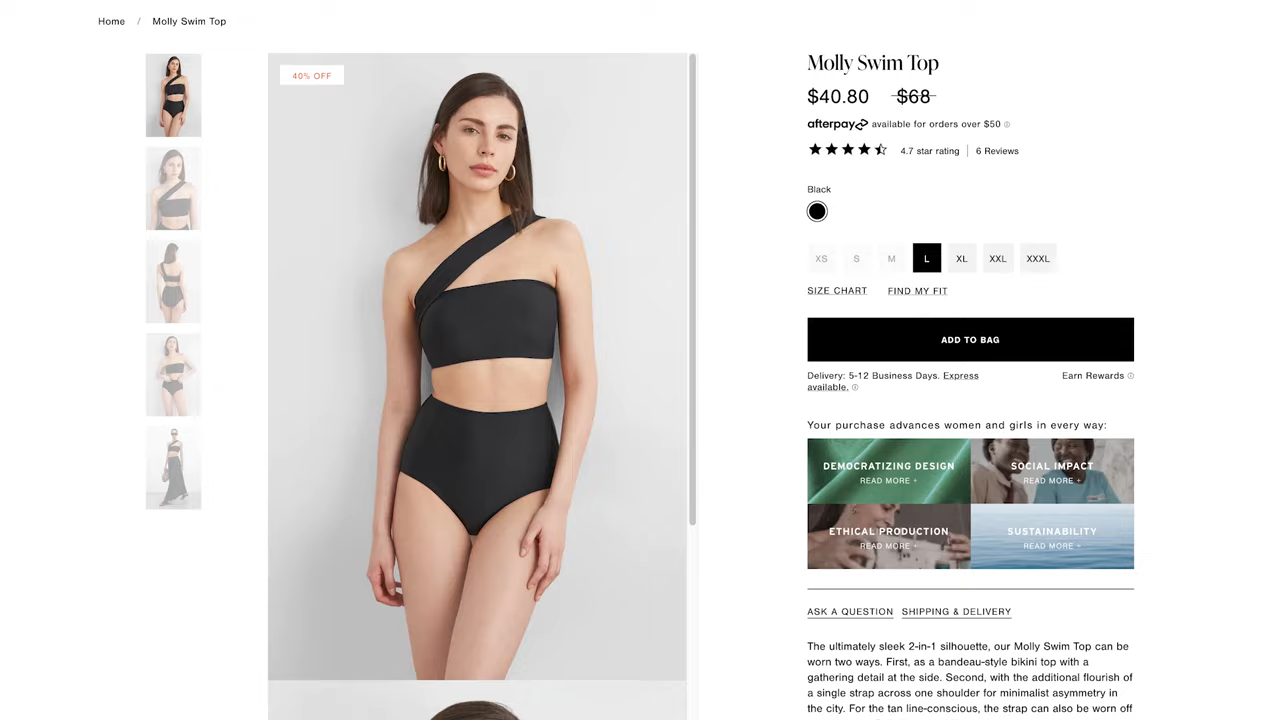 Home / Molly Swim Top
40% OFF
Molly Swim Top
$40.80 $68
afterpay available for orders over $50
4.7 star rating | 6 Reviews
Black
XS S M L XL XXL XXXL
SIZE CHART FIND MY FIT
ADD TO BAG
Delivery: 5-12 Business Days. Express
available.
Earn Rewards
Your purchase advances women and girls in every way:
DEMOCRATIZING DESIGN
READ MORE +
SOCIAL IMPACT
READ MORE +
ETHICAL PRODUCTION
READ MORE +
SUSTAINABILITY
READ MORE +
ASK A QUESTION SHIPPING & DELIVERY
The ultimately sleek 2-in-1 silhouette, our Molly Swim Top can be
worn two ways. First, as a bandeau-style bikini top with a
gathering detail at the side. Second, with the additional flourish of
a single strap across one shoulder for minimalist asymmetry in
the city. For the tan line-conscious, the strap can also be worn off